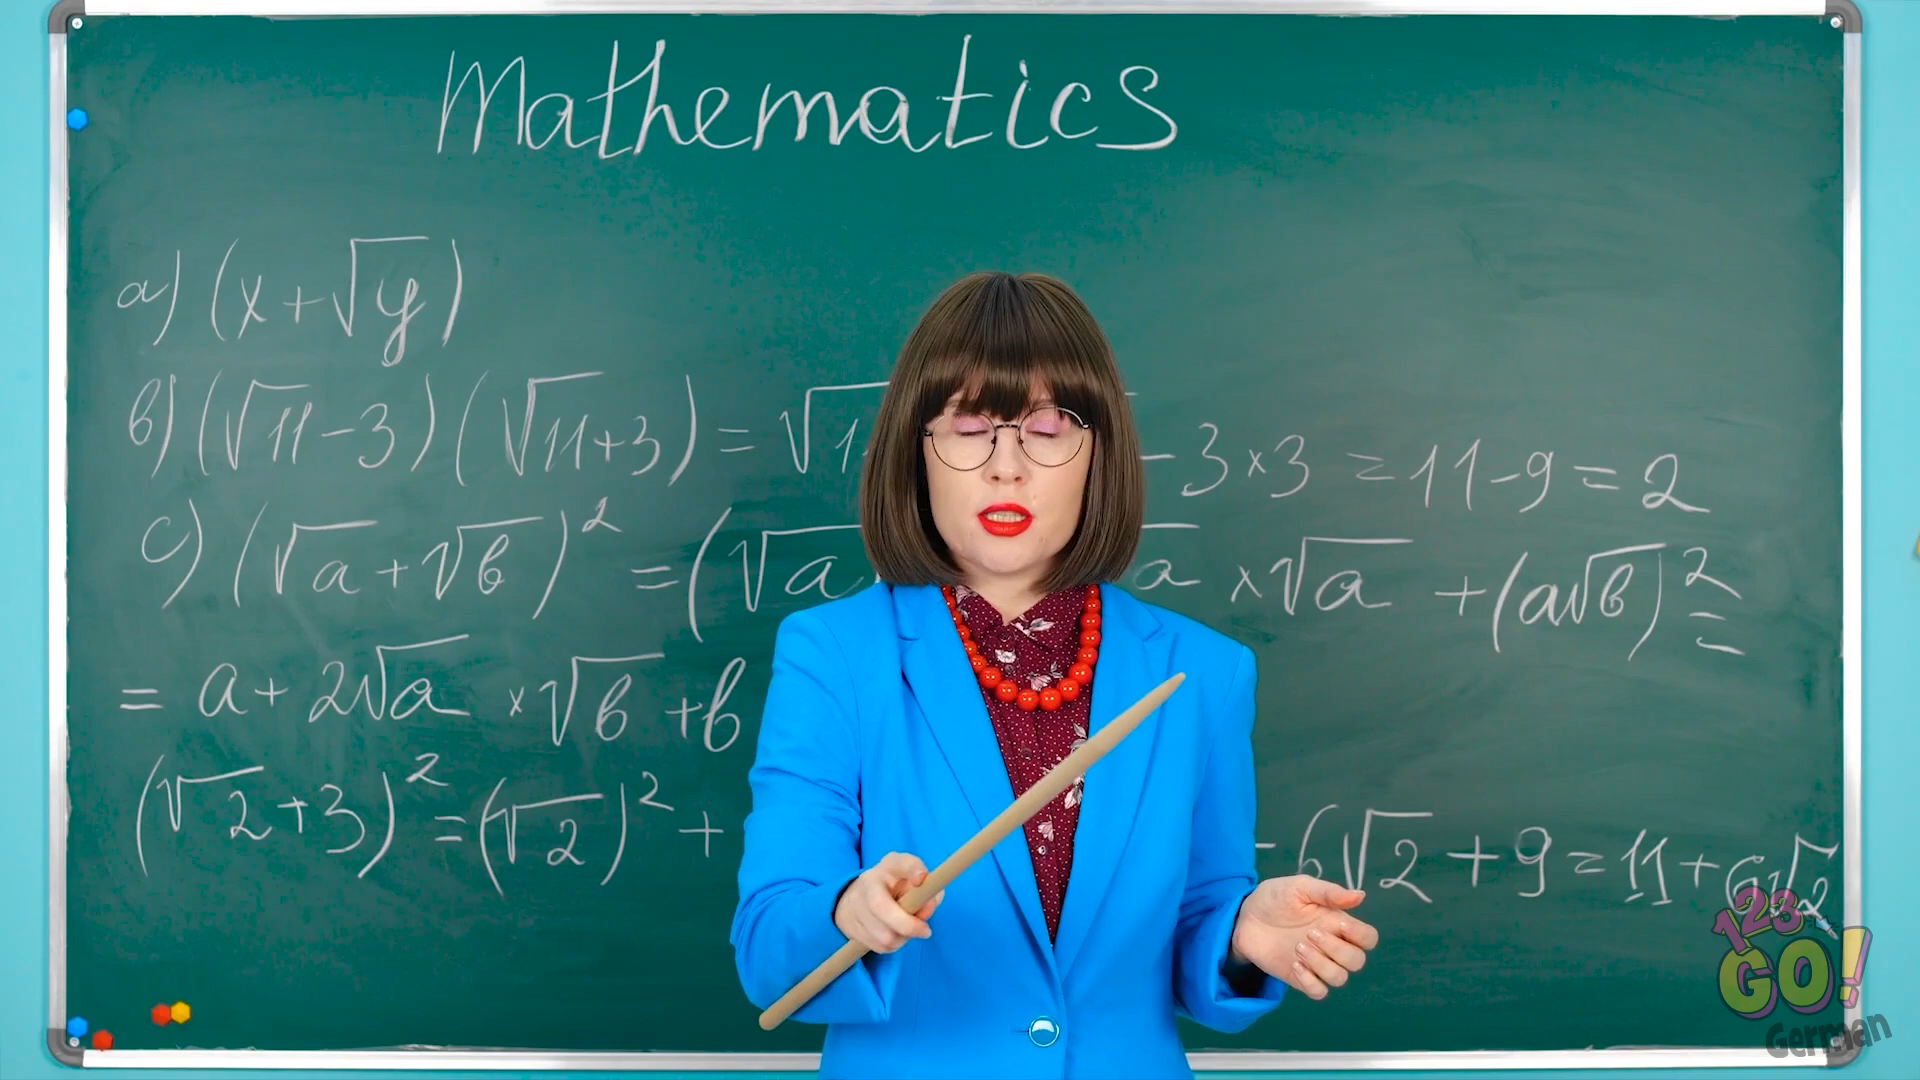 Mathematics
a) (x+√y)
в) (√11-3)(√11+3) = √1 - 3×3 = 11-9 = 2
c) (√a+√в)² = (√a a ×√a +(a√в)² =
= a+2√a ×√в +в
(√2+3)² = (√2)² + - 6√2+9 = 11+6√2
123 GO!
German